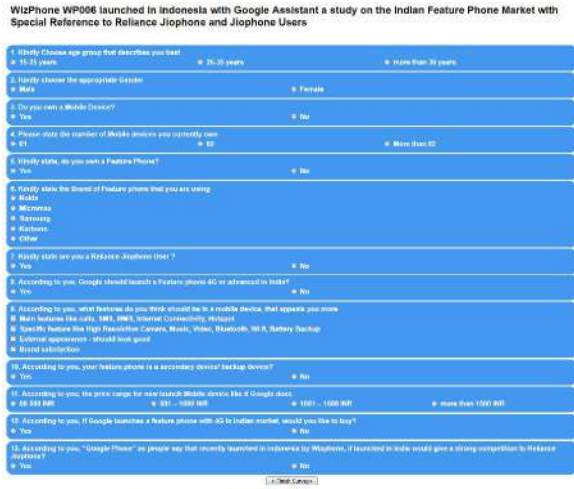 WizPhone WP006 launched in Indonesia with Google Assistant a study on the Indian Feature Phone Market with
Special Reference to Reliance Jiophone and Jiophone Users
1. Kindly Choose age group that describes you best
15-25 years 26-35 years more than 36 years
2. Kindly choose the appropriate Gender
Male Female
3. Do you own a Mobile Device?
Yes No
4. Please state the number of Mobile devices you currently own
01 02 More than 02
5. Kindly state, do you own a Feature Phone?
Yes No
6. Kindly state the Brand of Feature phone that you are using
Nokia
Micromax
Samsung
Karbonn
Other
7. Kindly state are you a Reliance Jiophone User ?
Yes No
8. According to you, Google should launch a Feature phone 4G or advanced in India?
Yes No
9. According to you, what features do you think should be in a mobile device, that appeals you more
Main features like calls, SMS, MMS, Internet Connectivity, Hotspot
Specific feature like High Resolution Camera, Music, Video, Bluetooth, Wi-fi, Battery Backup
External appearance - should look good
Brand satisfaction
10. According to you, your feature phone is a secondary device/ backup device?
Yes No
11. According to you, the price range for new launch Mobile device like if Google does
500 INR 501 – 1000 INR 1001 – 1500 INR more than 1500 INR
12. According to you, if Google launches a feature phone with 4G in Indian market, would you like to buy?
Yes No
13. According to you, "Google Phone" as people say that recently launched in Indonesia by Wizphone, if launched in India would give a strong competition to Reliance
Jiophone?
Yes No
Finish Survey